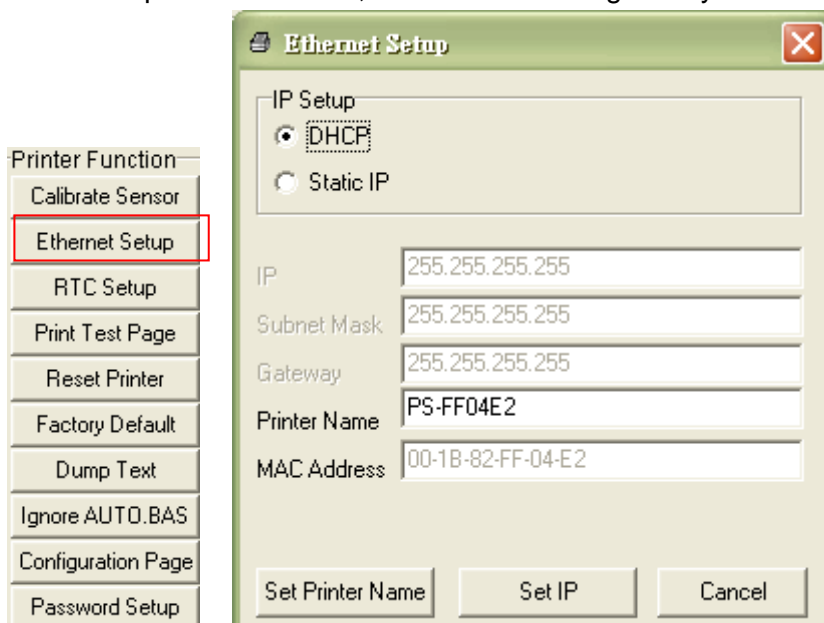 Ethernet Setup
IP Setup
DHCP
Static IP
IP 255.255.255.255
Subnet Mask 255.255.255.255
Gateway 255.255.255.255
Printer Name PS-FF04E2
MAC Address 00-1B-82-FF-04-E2
Set Printer Name Set IP Cancel
Printer Function
Calibrate Sensor
Ethernet Setup
RTC Setup
Print Test Page
Reset Printer
Factory Default
Dump Text
Ignore AUTO.BAS
Configuration Page
Password Setup